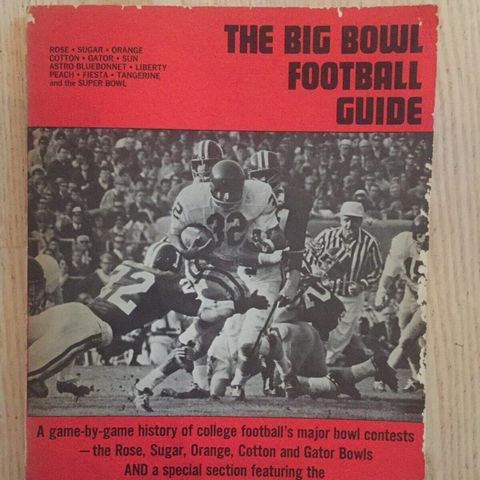 ROSE • SUGAR • ORANGE
COTTON • GATOR • SUN
ASTRO BLUEBONNET • LIBERTY
PEACH • FIESTA • TANGERINE
and the SUPER BOWL
THE BIG BOWL
FOOTBALL
GUIDE
32
72
A game-by-game history of college football's major bowl contests
—the Rose, Sugar, Orange, Cotton and Gator Bowls
AND a special section featuring the